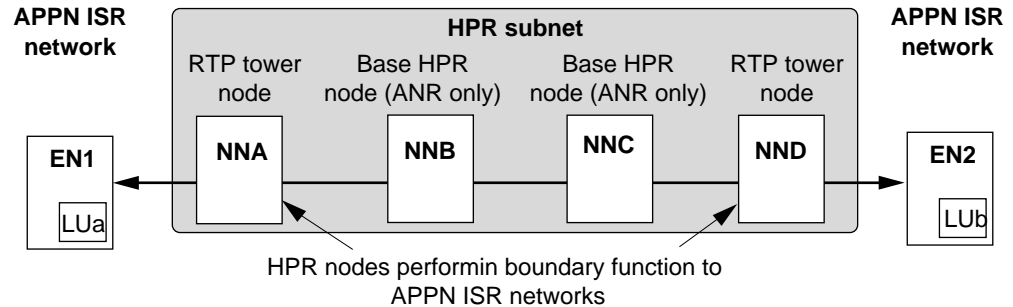 APPN ISR
network
HPR subnet
APPN ISR
network
RTP tower
node
Base HPR
node (ANR only)
Base HPR
node (ANR only)
RTP tower
node
EN1
LUa
NNA
NNB
NNC
NND
EN2
LUb
HPR nodes performin boundary function to
APPN ISR networks